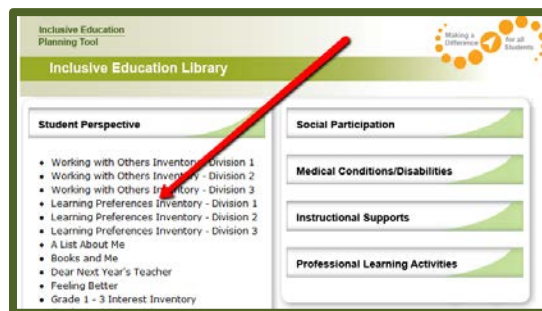 Inclusive Education
Planning Tool
Making a
Difference
for all
Students
Inclusive Education Library
Student Perspective
• Working with Others Inventory - Division 1
• Working with Others Inventory - Division 2
• Working with Others Inventory - Division 3
• Learning Preferences Inventory - Division 1
• Learning Preferences Inventory - Division 2
• Learning Preferences Inventory - Division 3
• A List About Me
• Books and Me
• Dear Next Year's Teacher
• Feeling Better
• Grade 1 - 3 Interest Inventory
Social Participation
Medical Conditions/Disabilities
Instructional Supports
Professional Learning Activities